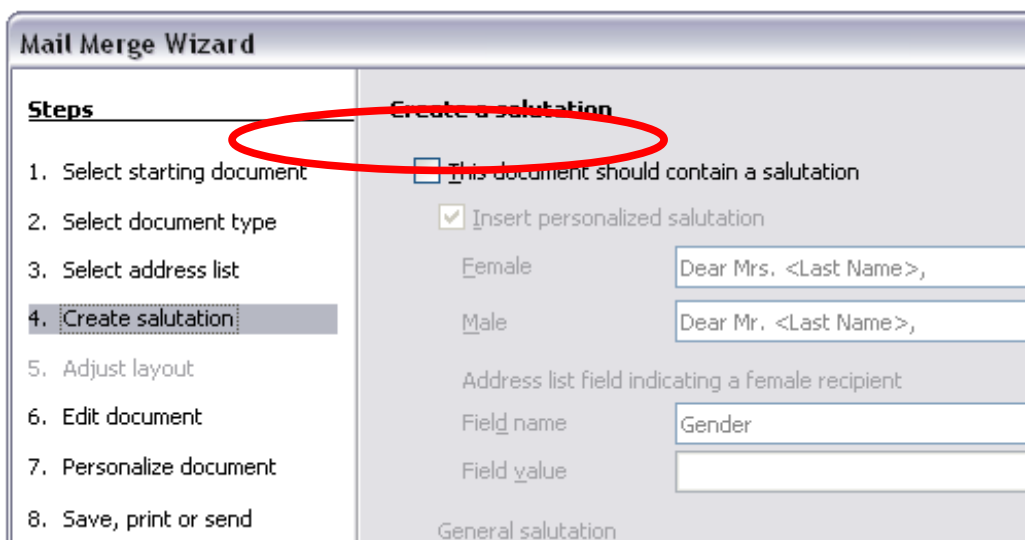 Mail Merge Wizard
Steps
1. Select starting document
2. Select document type
3. Select address list
4. Create salutation
5. Adjust layout
6. Edit document
7. Personalize document
8. Save, print or send
Create a salutation
This document should contain a salutation
Insert personalized salutation
Female Dear Mrs. <Last Name>,
Male Dear Mr. <Last Name>,
Address list field indicating a female recipient
Field name Gender
Field value
General salutation